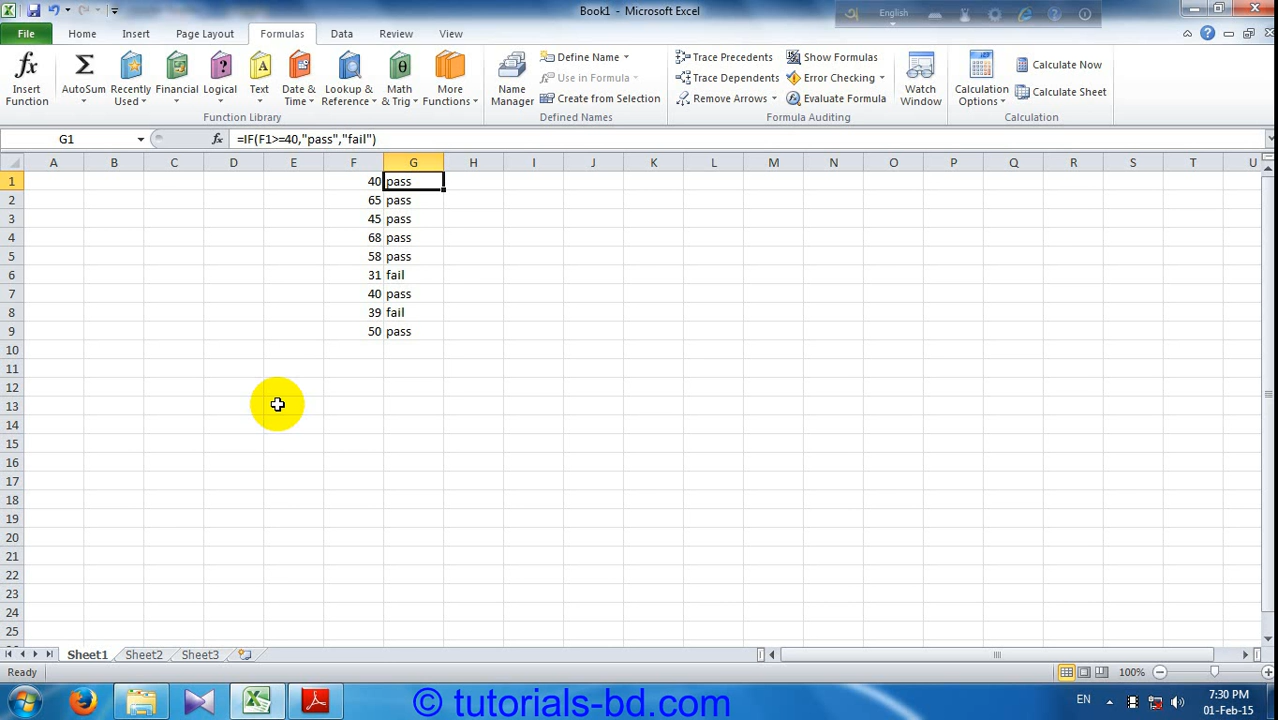 Book1 - Microsoft Excel
English
File Home Insert Page Layout Formulas Data Review View
Insert Function
AutoSum
Recently Used
Financial
Logical
Text
Date & Time
Lookup & Reference
Math & Trig
More Functions
Function Library
Name Manager
Define Name
Use in Formula
Create from Selection
Defined Names
Trace Precedents
Trace Dependents
Remove Arrows
Show Formulas
Error Checking
Evaluate Formula
Formula Auditing
Watch Window
Calculation Options
Calculate Now
Calculate Sheet
Calculation
G1 fx =IF(F1>=40,"pass","fail")
A B C D E F G H I J K L M N O P Q R S T U
1 40 pass
2 65 pass
3 45 pass
4 68 pass
5 58 pass
6 31 fail
7 40 pass
8 39 fail
9 50 pass
10
11
12
13
14
15
16
17
18
19
20
21
22
23
24
25
Sheet1 Sheet2 Sheet3
Ready 100%
© tutorials-bd.com
EN
7:30 PM
01-Feb-15